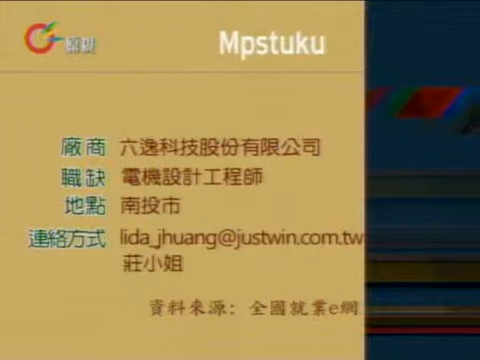 Mpstuku
廠商 六逸科技股份有限公司
職缺 電機設計工程師
地點 南投市
連絡方式 lida_jhuang@justwin.com.tw
莊小姐
資料來源: 全國就業e網